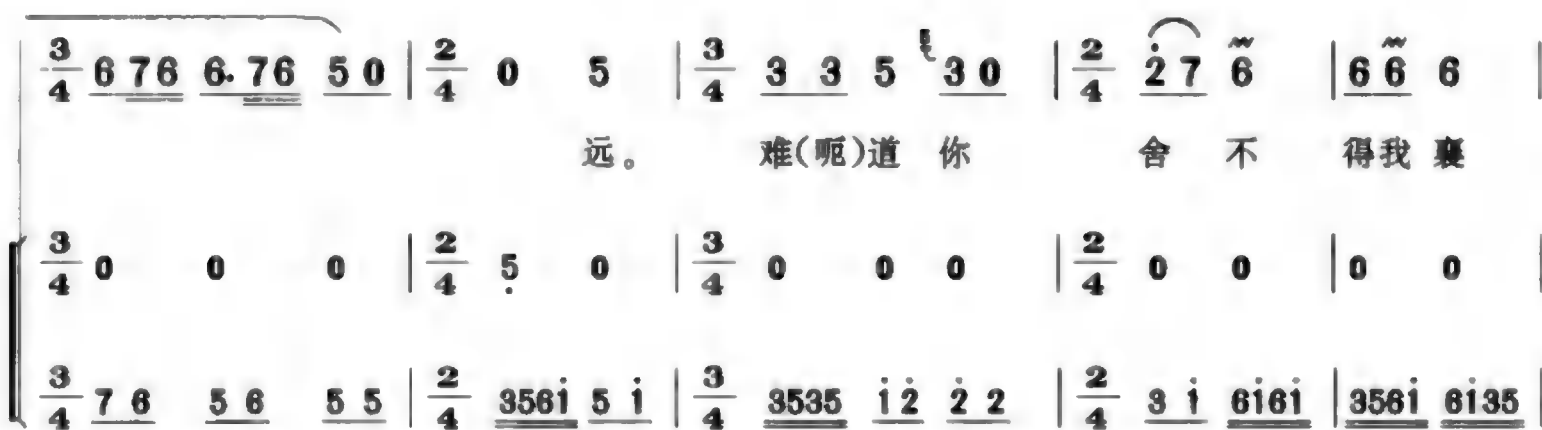 3/4 6 76 6. 76 5 0 | 2/4 0 5 | 3/4 3 3 5 3 0 | 2/4 2̇ 7 6 | 6 6 6 |
远。 难(呃)道 你 舍 不 得我 襄
3/4 0 0 0 | 2/4 5̣ 0 | 3/4 0 0 0 | 2/4 0 0 | 0 0 |
3/4 7 6 5 6 5 5 | 2/4 3561̇ 5 1̇ | 3/4 3535 1̇ 2̇ 2̇ 2 | 2/4 3 1̇ 61̇61̇ | 3561̇ 61̇35 |